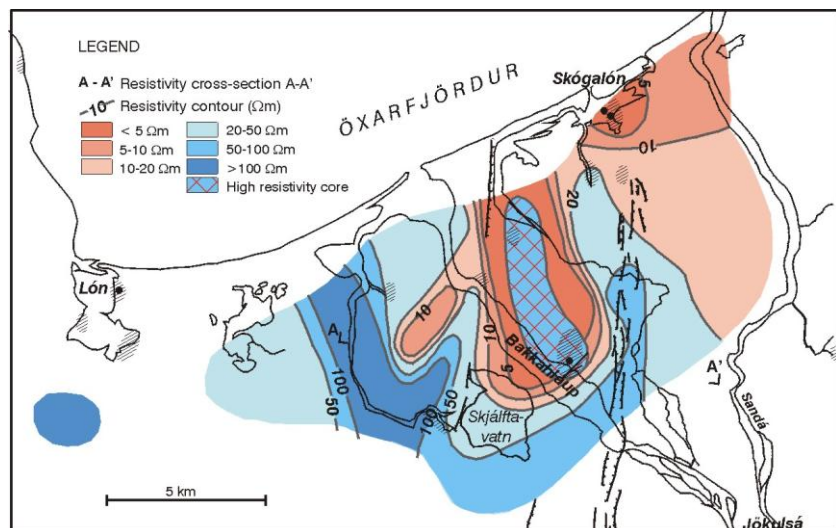 LEGEND
A - A' Resistivity cross-section A-A'
10 Resistivity contour (Ωm)
< 5 Ωm
5-10 Ωm
10-20 Ωm
20-50 Ωm
50-100 Ωm
>100 Ωm
High resistivity core
ÖXARFJÖRDUR
Skógalón
5
10
20
Lón
10
A
100
50
100
50
10
5
Bakkahlaup
Skjálfta-
vatn
A'
Sandá
Jökulsá
5 km